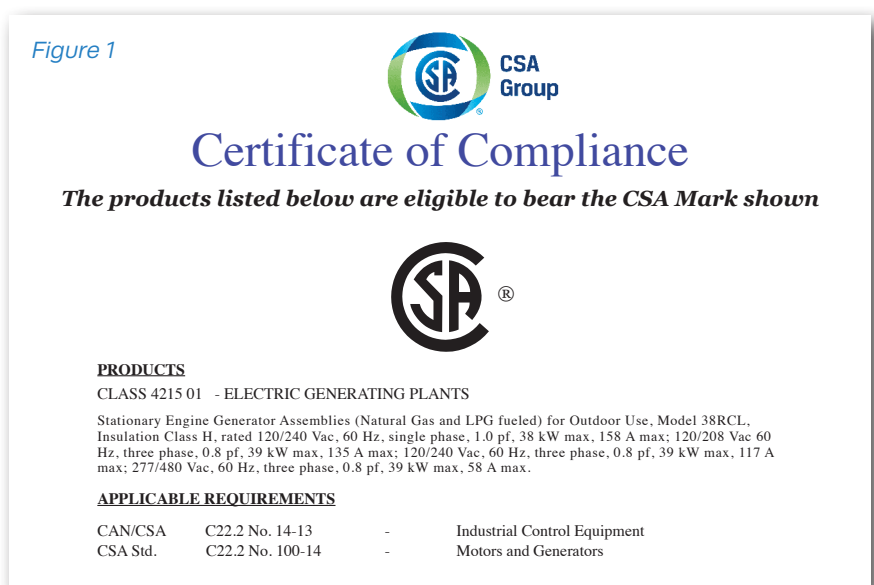 Figure 1
CSA
Group
CSA
®
Certificate of Compliance
The products listed below are eligible to bear the CSA Mark shown
CSA ®
PRODUCTS
CLASS 4215 01 - ELECTRIC GENERATING PLANTS
Stationary Engine Generator Assemblies (Natural Gas and LPG fueled) for Outdoor Use, Model 38RCL,
Insulation Class H, rated 120/240 Vac, 60 Hz, single phase, 1.0 pf, 38 kW max, 158 A max; 120/208 Vac 60
Hz, three phase, 0.8 pf, 39 kW max, 135 A max; 120/240 Vac, 60 Hz, three phase, 0.8 pf, 39 kW max, 117 A
max; 277/480 Vac, 60 Hz, three phase, 0.8 pf, 39 kW max, 58 A max.
APPLICABLE REQUIREMENTS
CAN/CSA C22.2 No. 14-13 - Industrial Control Equipment
CSA Std. C22.2 No. 100-14 - Motors and Generators